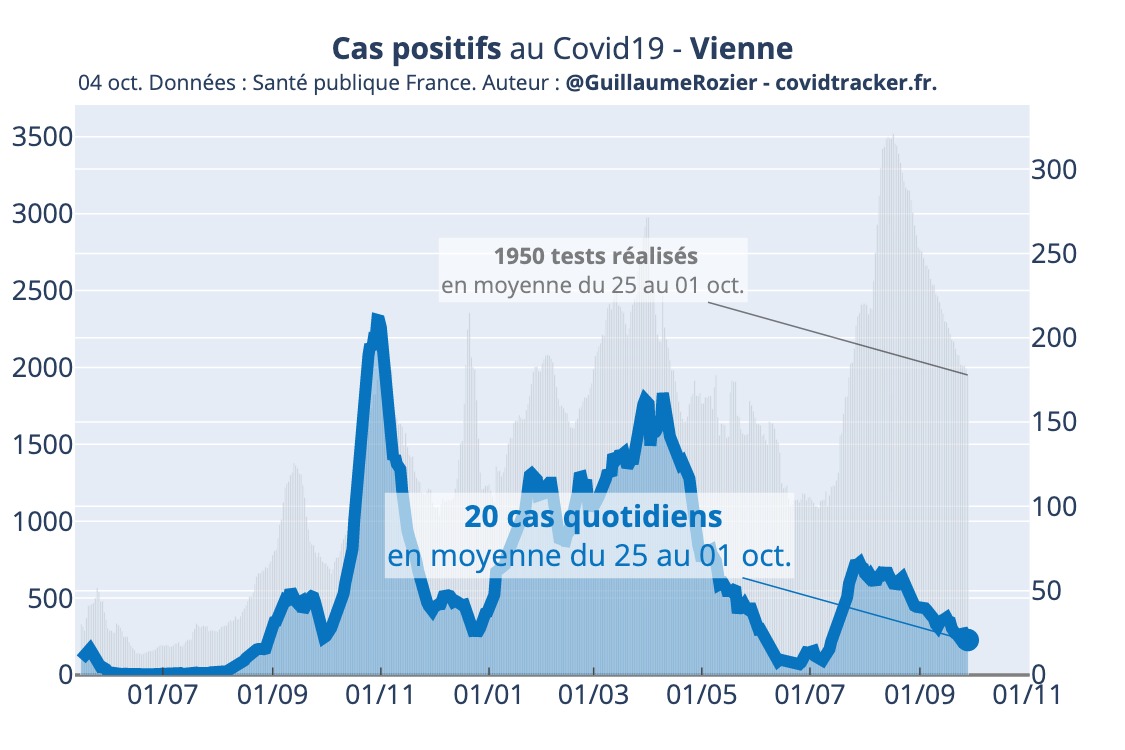 Cas positifs au Covid19 - Vienne
04 oct. Données : Santé publique France. Auteur : @GuillaumeRozier - covidtracker.fr.
3500
3000
2500
2000
1500
1000
500
0
300
250
200
150
100
50
0
1950 tests réalisés
en moyenne du 25 au 01 oct.
20 cas quotidiens
en moyenne du 25 au 01 oct.
01/07 01/09 01/11 01/01 01/03 01/05 01/07 01/09 01/11